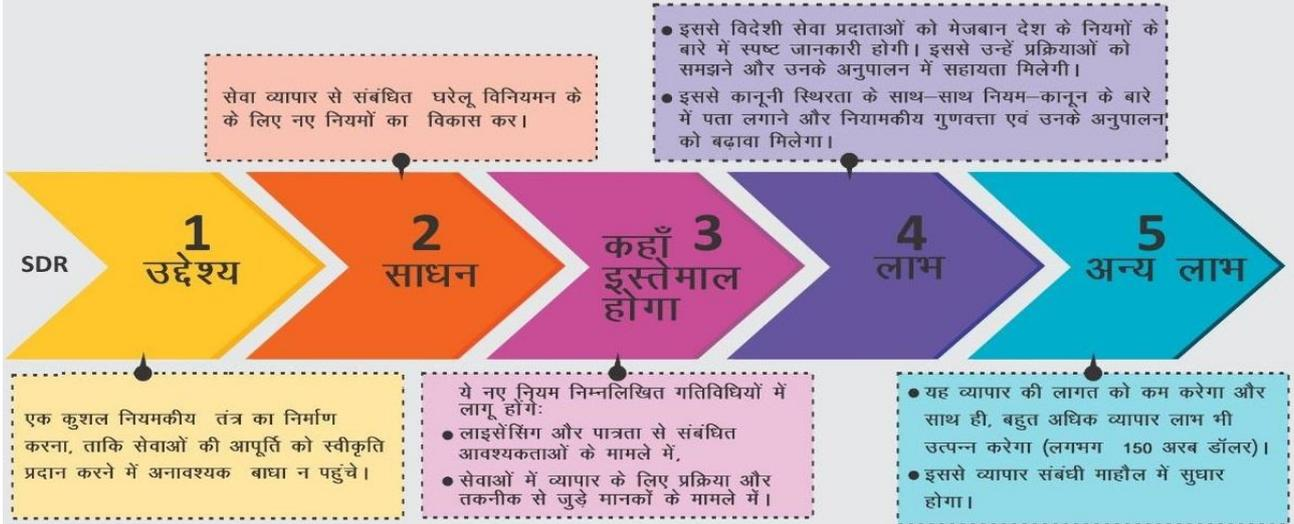 सेवा व्यापार से संबंधित घरेलू विनियमन के
के लिए नए नियमों का विकास कर।
● इससे विदेशी सेवा प्रदाताओं को मेजबान देश के नियमों के
बारे में स्पष्ट जानकारी होगी। इससे उन्हें प्रक्रियाओं को
समझने और उनके अनुपालन में सहायता मिलेगी।
● इससे कानूनी स्थिरता के साथ–साथ नियम–कानून के बारे
में पता लगाने और नियामकीय गुणवत्ता एवं उनके अनुपालन
को बढ़ावा मिलेगा।
SDR
1
उद्देश्य
2
साधन
कहाँ 3
इस्तेमाल
होगा
4
लाभ
5
अन्य लाभ
एक कुशल नियमकीय तंत्र का निर्माण
करना, ताकि सेवाओं की आपूर्ति को स्वीकृति
प्रदान करने में अनावश्यक बाधा न पहुंचे।
ये नए नियम निम्नलिखित गतिविधियों में
लागू होंगेः
● लाइसेंसिंग और पात्रता से संबंधित
आवश्यकताओं के मामले में,
● सेवाओं में व्यापार के लिए प्रक्रिया और
तकनीक से जुड़े मानकों के मामले में।
● यह व्यापार की लागत को कम करेगा और
साथ ही, बहुत अधिक व्यापार लाभ भी
उत्पन्न करेगा (लगभग 150 अरब डॉलर)।
● इससे व्यापार संबंधी माहौल में सुधार
होगा।